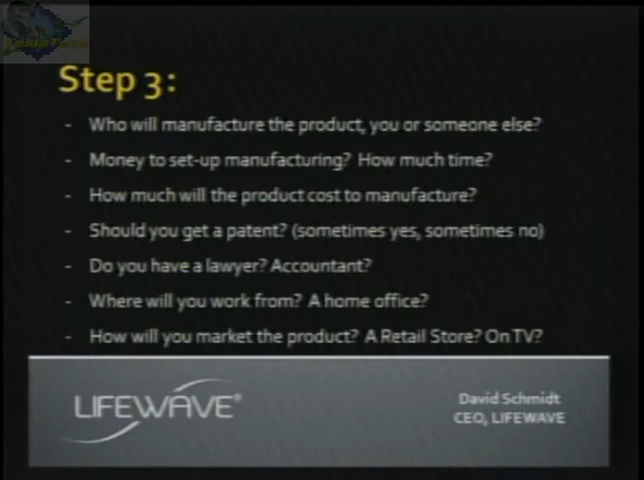 Step 3:
- Who will manufacture the product, you or someone else?
- Money to set-up manufacturing? How much time?
- How much will the product cost to manufacture?
- Should you get a patent? (sometimes yes, sometimes no)
- Do you have a lawyer? Accountant?
- Where will you work from? A home office?
- How will you market the product? A Retail Store? On TV?
LIFEWAVE®
David Schmidt
CEO, LIFEWAVE